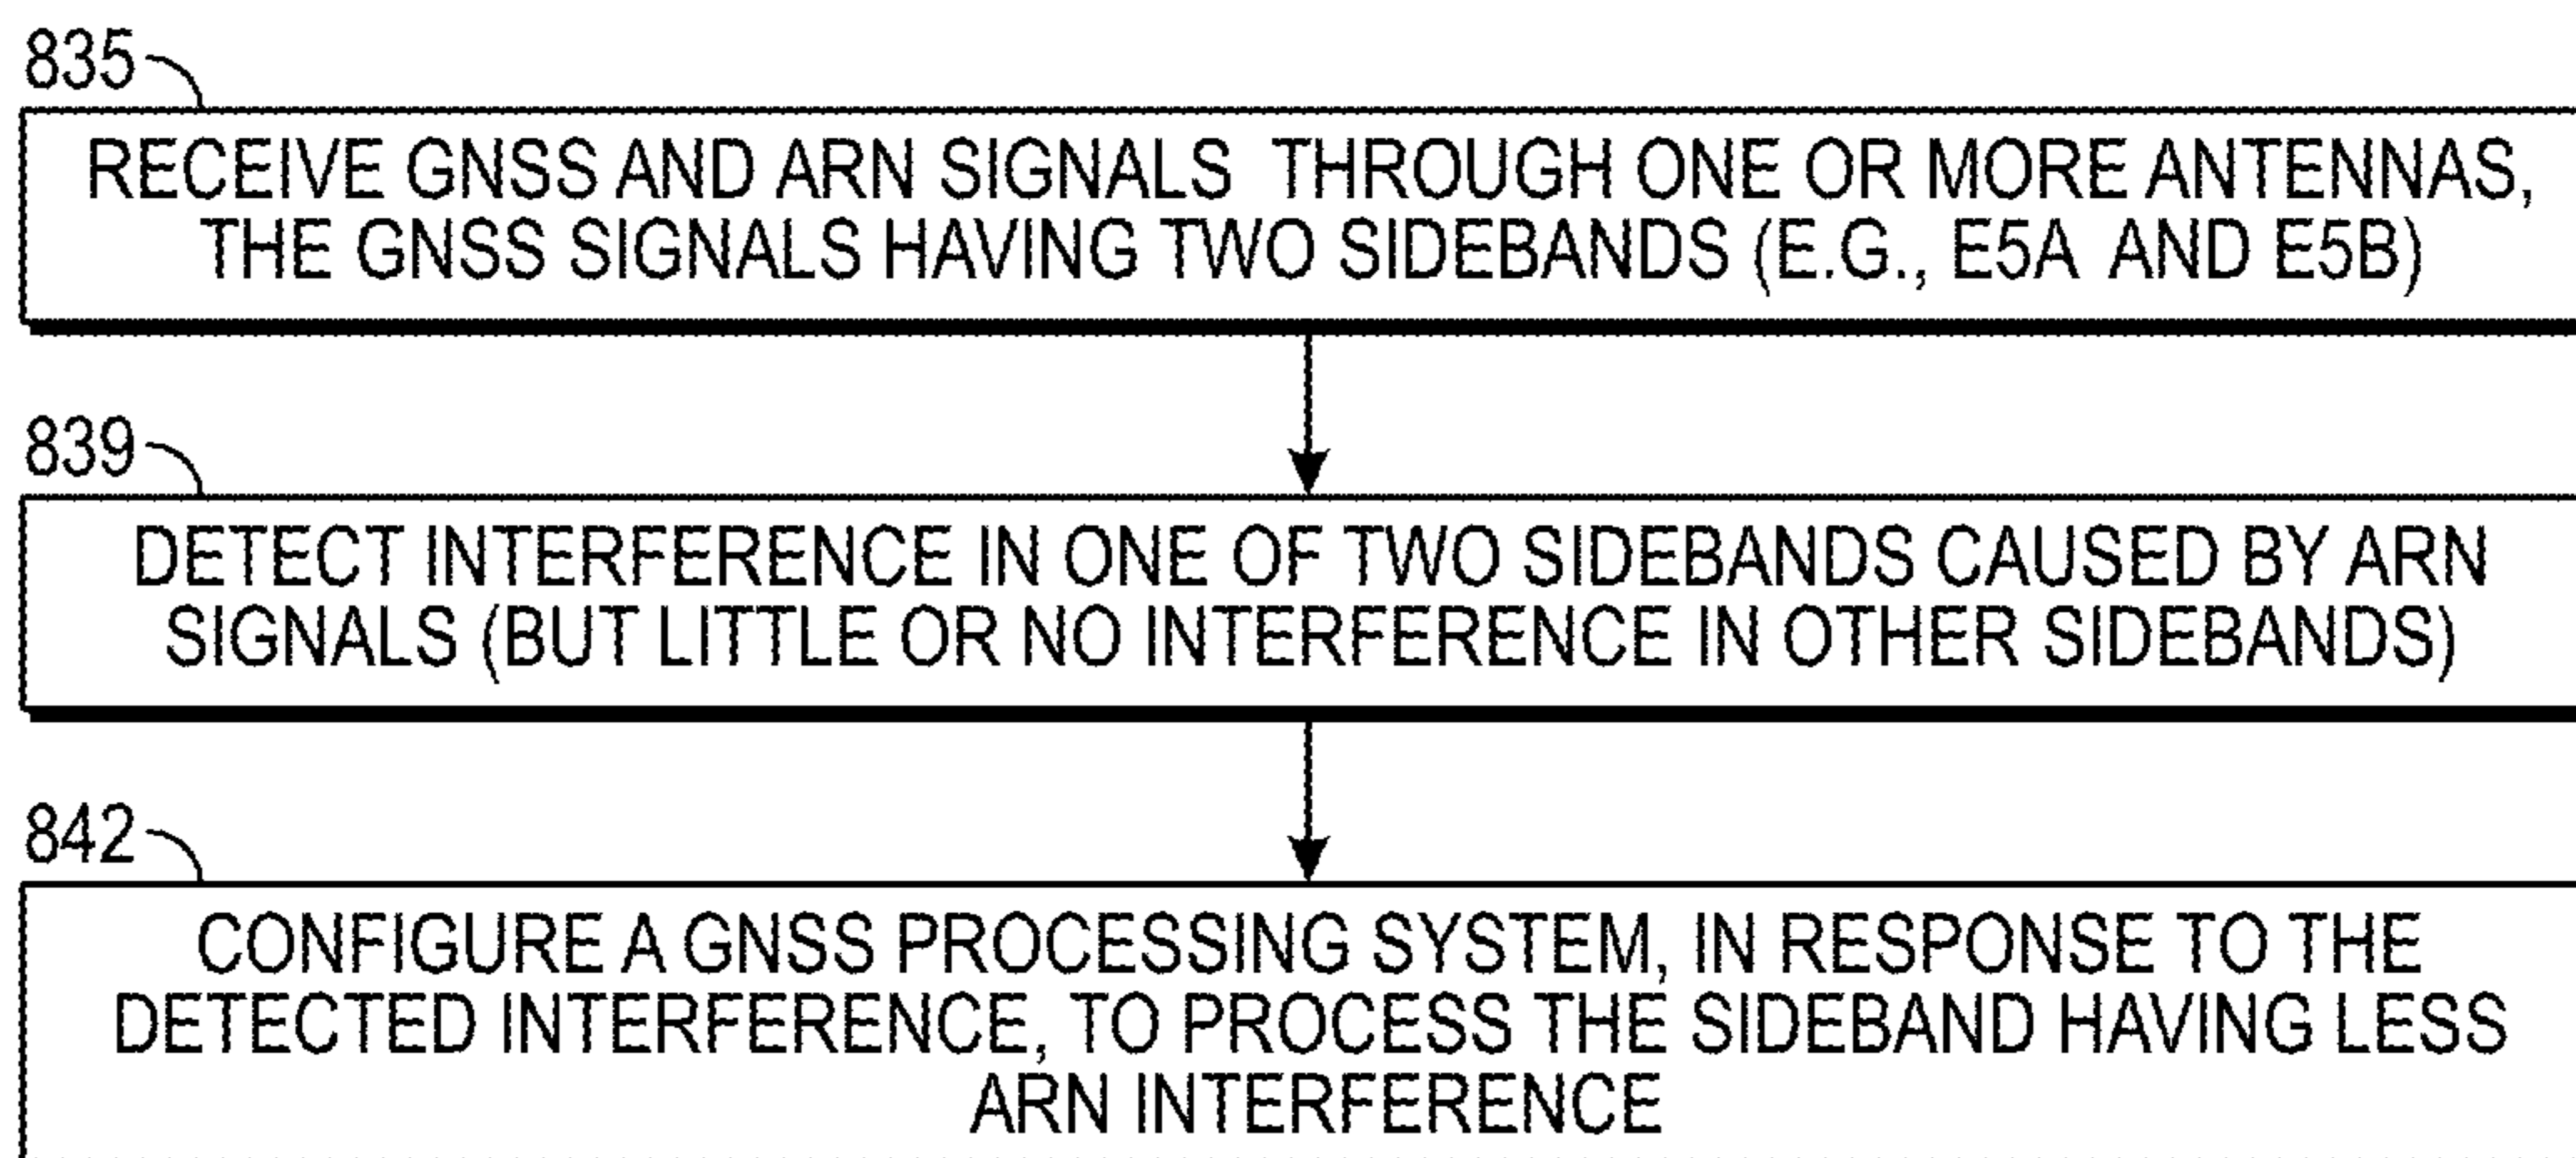 835
RECEIVE GNSS AND ARN SIGNALS THROUGH ONE OR MORE ANTENNAS,
THE GNSS SIGNALS HAVING TWO SIDEBANDS (E.G., E5A AND E5B)
839
DETECT INTERFERENCE IN ONE OF TWO SIDEBANDS CAUSED BY ARN
SIGNALS (BUT LITTLE OR NO INTERFERENCE IN OTHER SIDEBANDS)
842
CONFIGURE A GNSS PROCESSING SYSTEM, IN RESPONSE TO THE
DETECTED INTERFERENCE, TO PROCESS THE SIDEBAND HAVING LESS
ARN INTERFERENCE